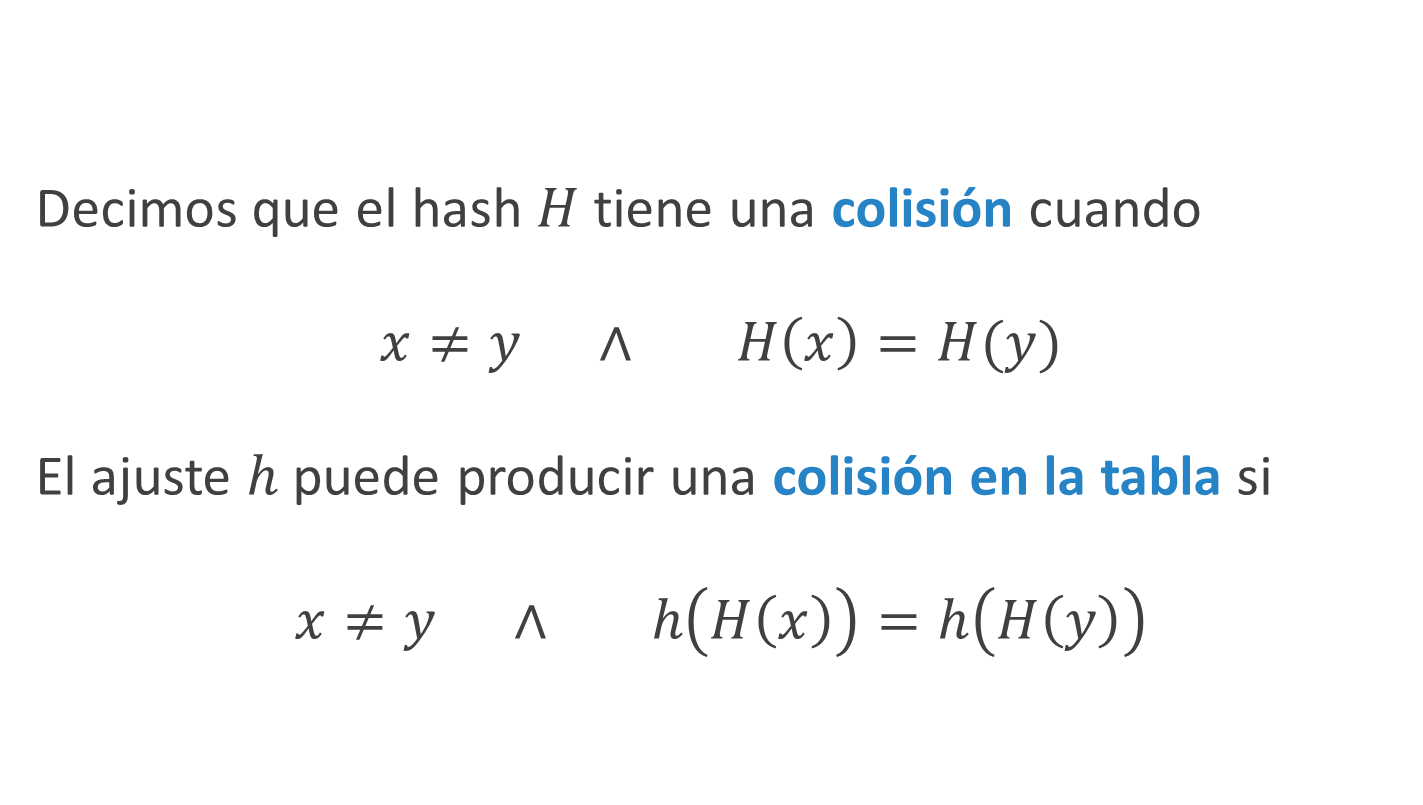 Decimos que el hash 𝐻 tiene una colisión cuando
𝑥 ≠ 𝑦 ∧ 𝐻(𝑥) = 𝐻(𝑦)
El ajuste ℎ puede producir una colisión en la tabla si
𝑥 ≠ 𝑦 ∧ ℎ(𝐻(𝑥)) = ℎ(𝐻(𝑦))